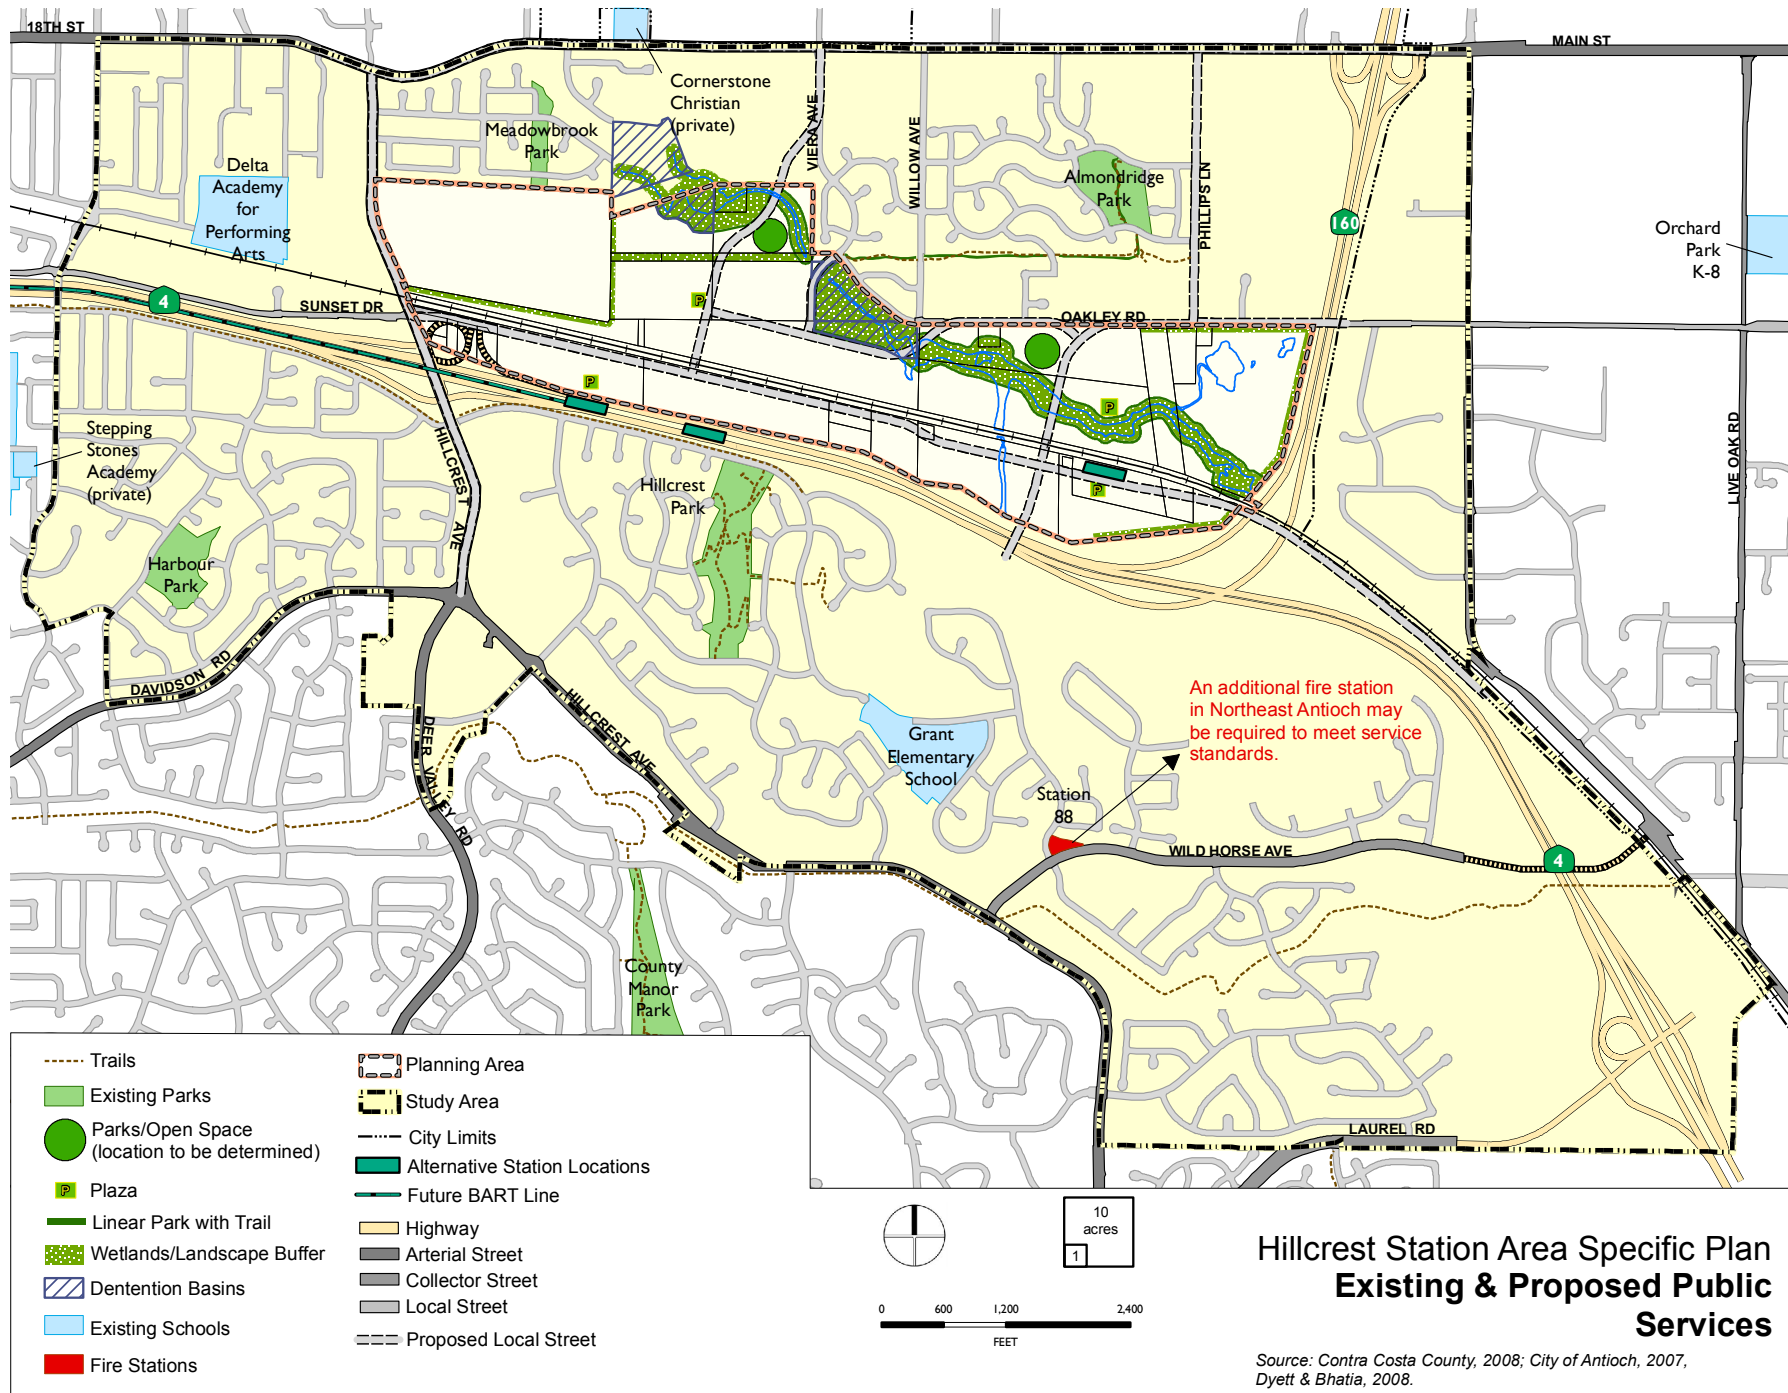 18TH ST
MAIN ST
Cornerstone
Christian
(private)
Meadowbrook
Park
VIERA AVE
WILLOW AVE
PHILLIPS LN
Almondridge
Park
160
Delta
Academy
for
Performing
Arts
Orchard
Park
K-8
4
SUNSET DR
P
OAKLEY RD
P
P
P
Stepping
Stones
Academy
(private)
HILLCREST AVE
Hillcrest
Park
LIVE OAK RD
Harbour
Park
DAVIDSON RD
HILLCREST AVE
DEER VALLEY RD
Grant
Elementary
School
An additional fire station
in Northeast Antioch may
be required to meet service
standards.
Station
88
WILD HORSE AVE
4
County
Manor
Park
LAUREL RD
Trails
Existing Parks
Parks/Open Space
(location to be determined)
P Plaza
Linear Park with Trail
Wetlands/Landscape Buffer
Dentention Basins
Existing Schools
Fire Stations
Planning Area
Study Area
City Limits
Alternative Station Locations
Future BART Line
Highway
Arterial Street
Collector Street
Local Street
Proposed Local Street
10
acres
1
0 600 1,200 2,400
FEET
Hillcrest Station Area Specific Plan
Existing & Proposed Public
Services
Source: Contra Costa County, 2008; City of Antioch, 2007,
Dyett & Bhatia, 2008.